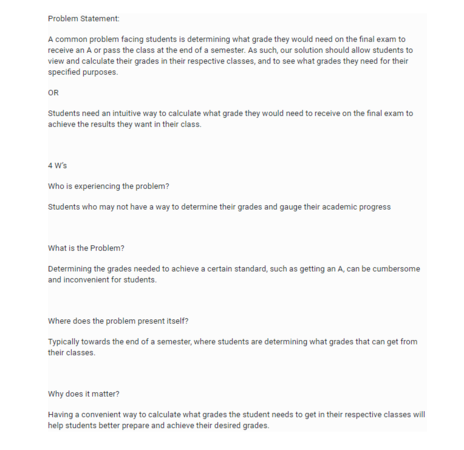 Problem Statement:
A common problem facing students is determining what grade they would need on the final exam to
receive an A or pass the class at the end of a semester. As such, our solution should allow students to
view and calculate their grades in their respective classes, and to see what grades they need for their
specified purposes.
OR
Students need an intuitive way to calculate what grade they would need to receive on the final exam to
achieve the results they want in their class.
4 W's
Who is experiencing the problem?
Students who may not have a way to determine their grades and gauge their academic progress
What is the Problem?
Determining the grades needed to achieve a certain standard, such as getting an A, can be cumbersome
and inconvenient for students.
Where does the problem present itself?
Typically towards the end of a semester, where students are determining what grades that can get from
their classes.
Why does it matter?
Having a convenient way to calculate what grades the student needs to get in their respective classes will
help students better prepare and achieve their desired grades.